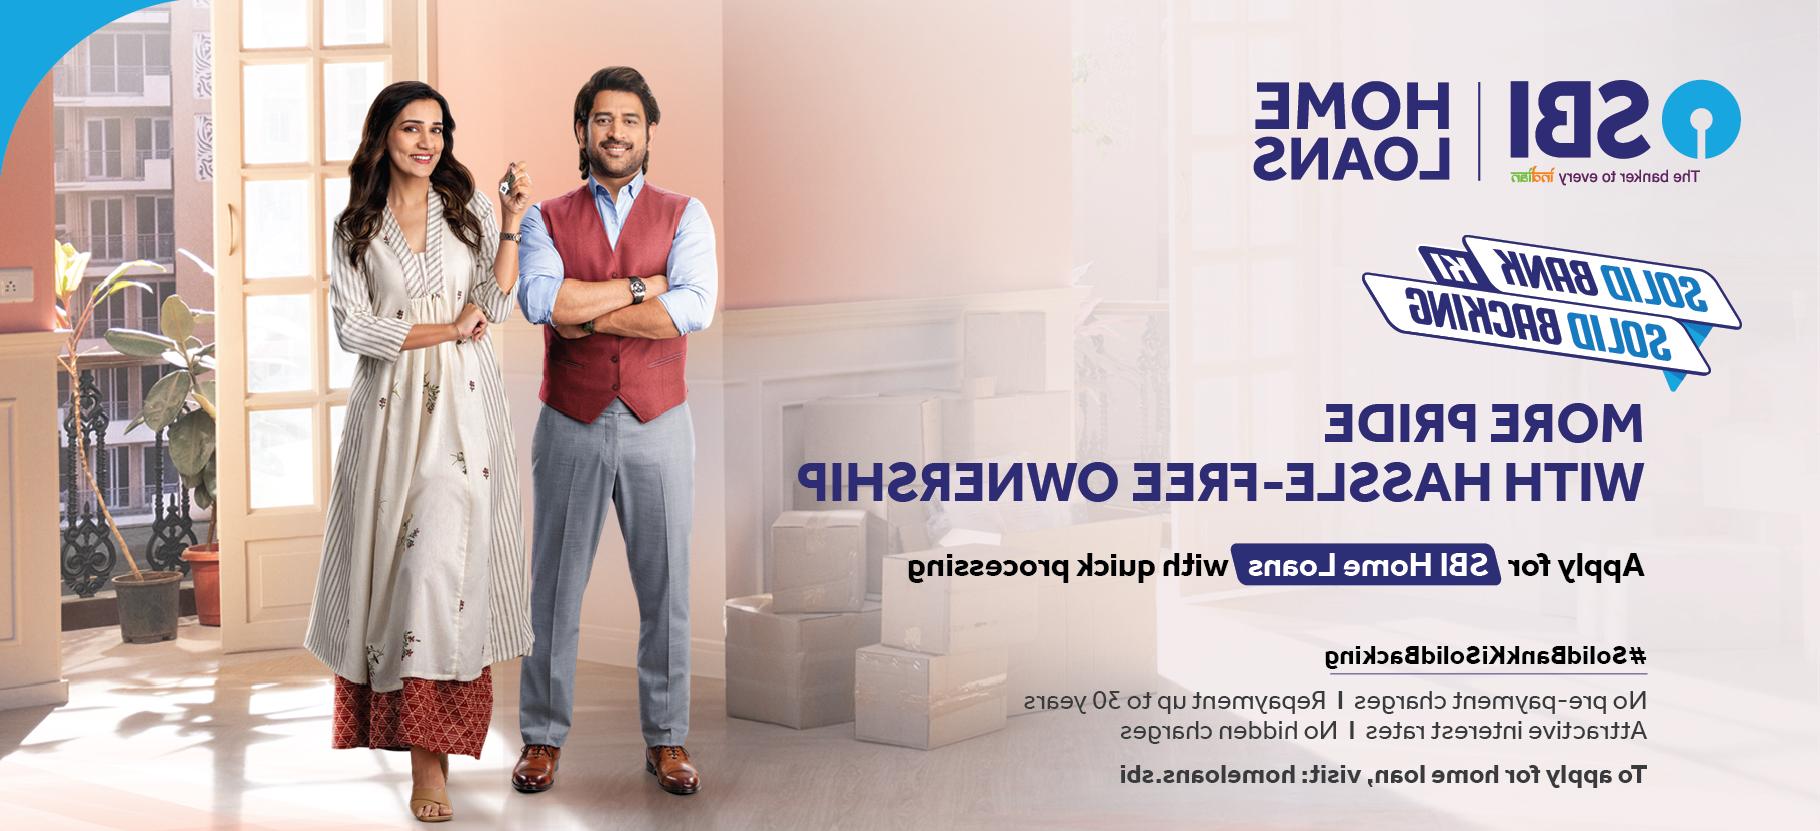 SBI
The banker to every indian
HOME
LOANS
SOLID BANK की
SOLID BACKING
MORE PRIDE
WITH HASSLE-FREE OWNERSHIP
Apply for SBI Home Loans with quick processing
#SolidBankKiSolidBacking
No pre-payment charges I Repayment up to 30 years
Attractive interest rates I No hidden charges
To apply for home loan, visit: homeloans.sbi